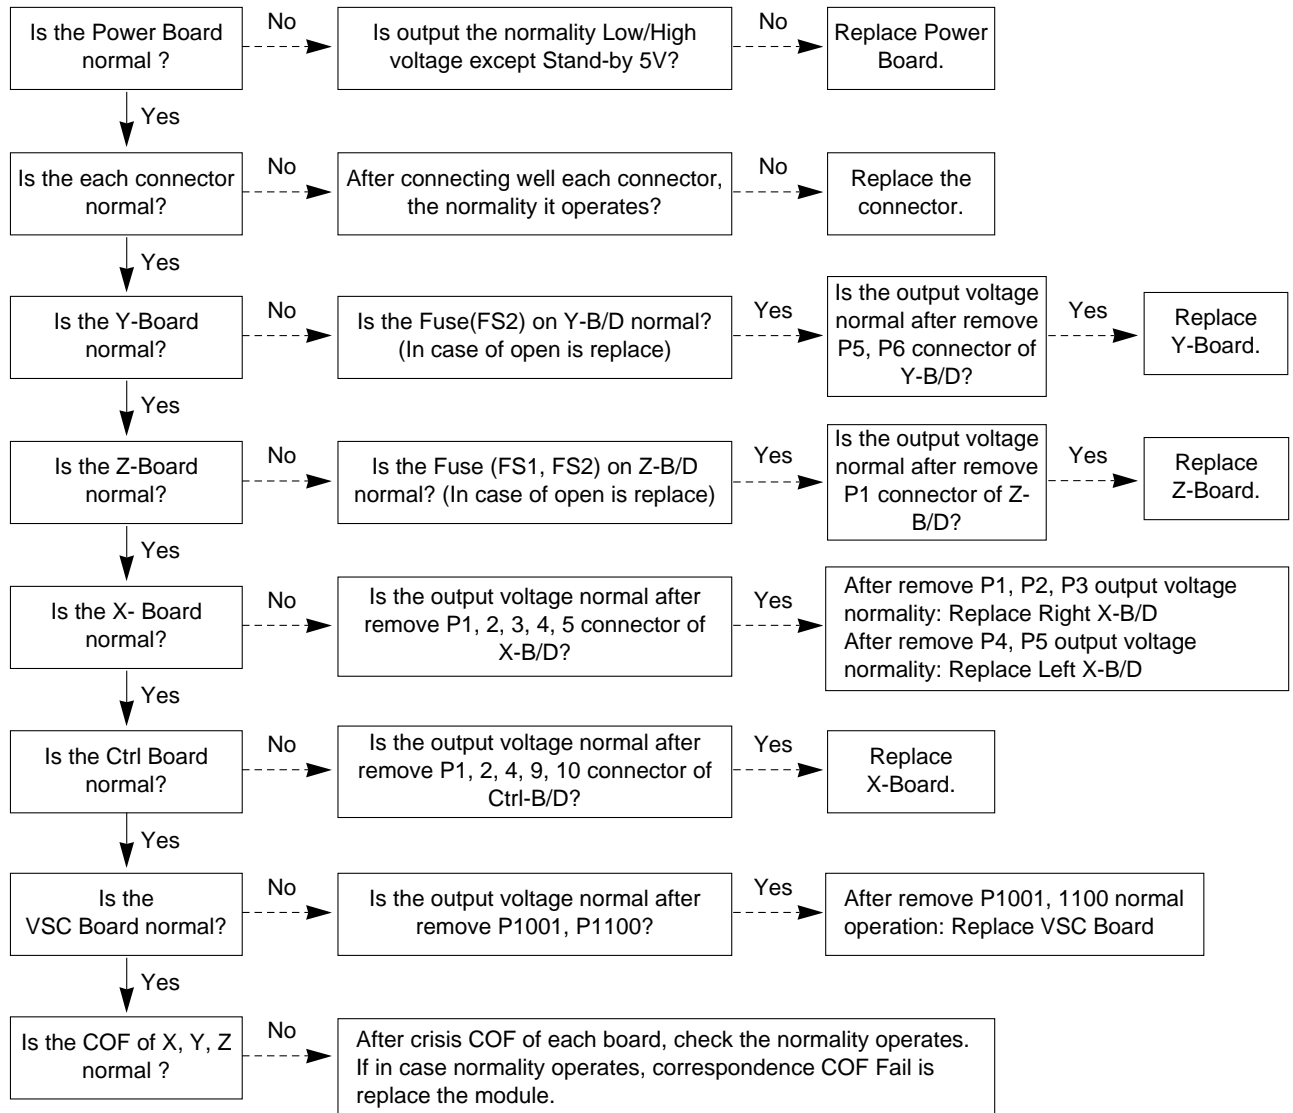 Is the Power Board
normal ?
No
Is output the normality Low/High
voltage except Stand-by 5V?
No
Replace Power
Board.
Yes
Is the each connector
normal?
No
After connecting well each connector,
the normality it operates?
No
Replace the
connector.
Yes
Is the Y-Board
normal?
No
Is the Fuse(FS2) on Y-B/D normal?
(In case of open is replace)
Yes
Is the output voltage
normal after remove
P5, P6 connector of
Y-B/D?
Yes
Replace
Y-Board.
Yes
Is the Z-Board
normal?
No
Is the Fuse (FS1, FS2) on Z-B/D
normal? (In case of open is replace)
Yes
Is the output voltage
normal after remove
P1 connector of Z-
B/D?
Yes
Replace
Z-Board.
Yes
Is the X- Board
normal?
No
Is the output voltage normal after
remove P1, 2, 3, 4, 5 connector of
X-B/D?
Yes
After remove P1, P2, P3 output voltage
normality: Replace Right X-B/D
After remove P4, P5 output voltage
normality: Replace Left X-B/D
Yes
Is the Ctrl Board
normal?
No
Is the output voltage normal after
remove P1, 2, 4, 9, 10 connector of
Ctrl-B/D?
Yes
Replace
X-Board.
Yes
Is the
VSC Board normal?
No
Is the output voltage normal after
remove P1001, P1100?
Yes
After remove P1001, 1100 normal
operation: Replace VSC Board
Yes
Is the COF of X, Y, Z
normal ?
No
After crisis COF of each board, check the normality operates.
If in case normality operates, correspondence COF Fail is
replace the module.